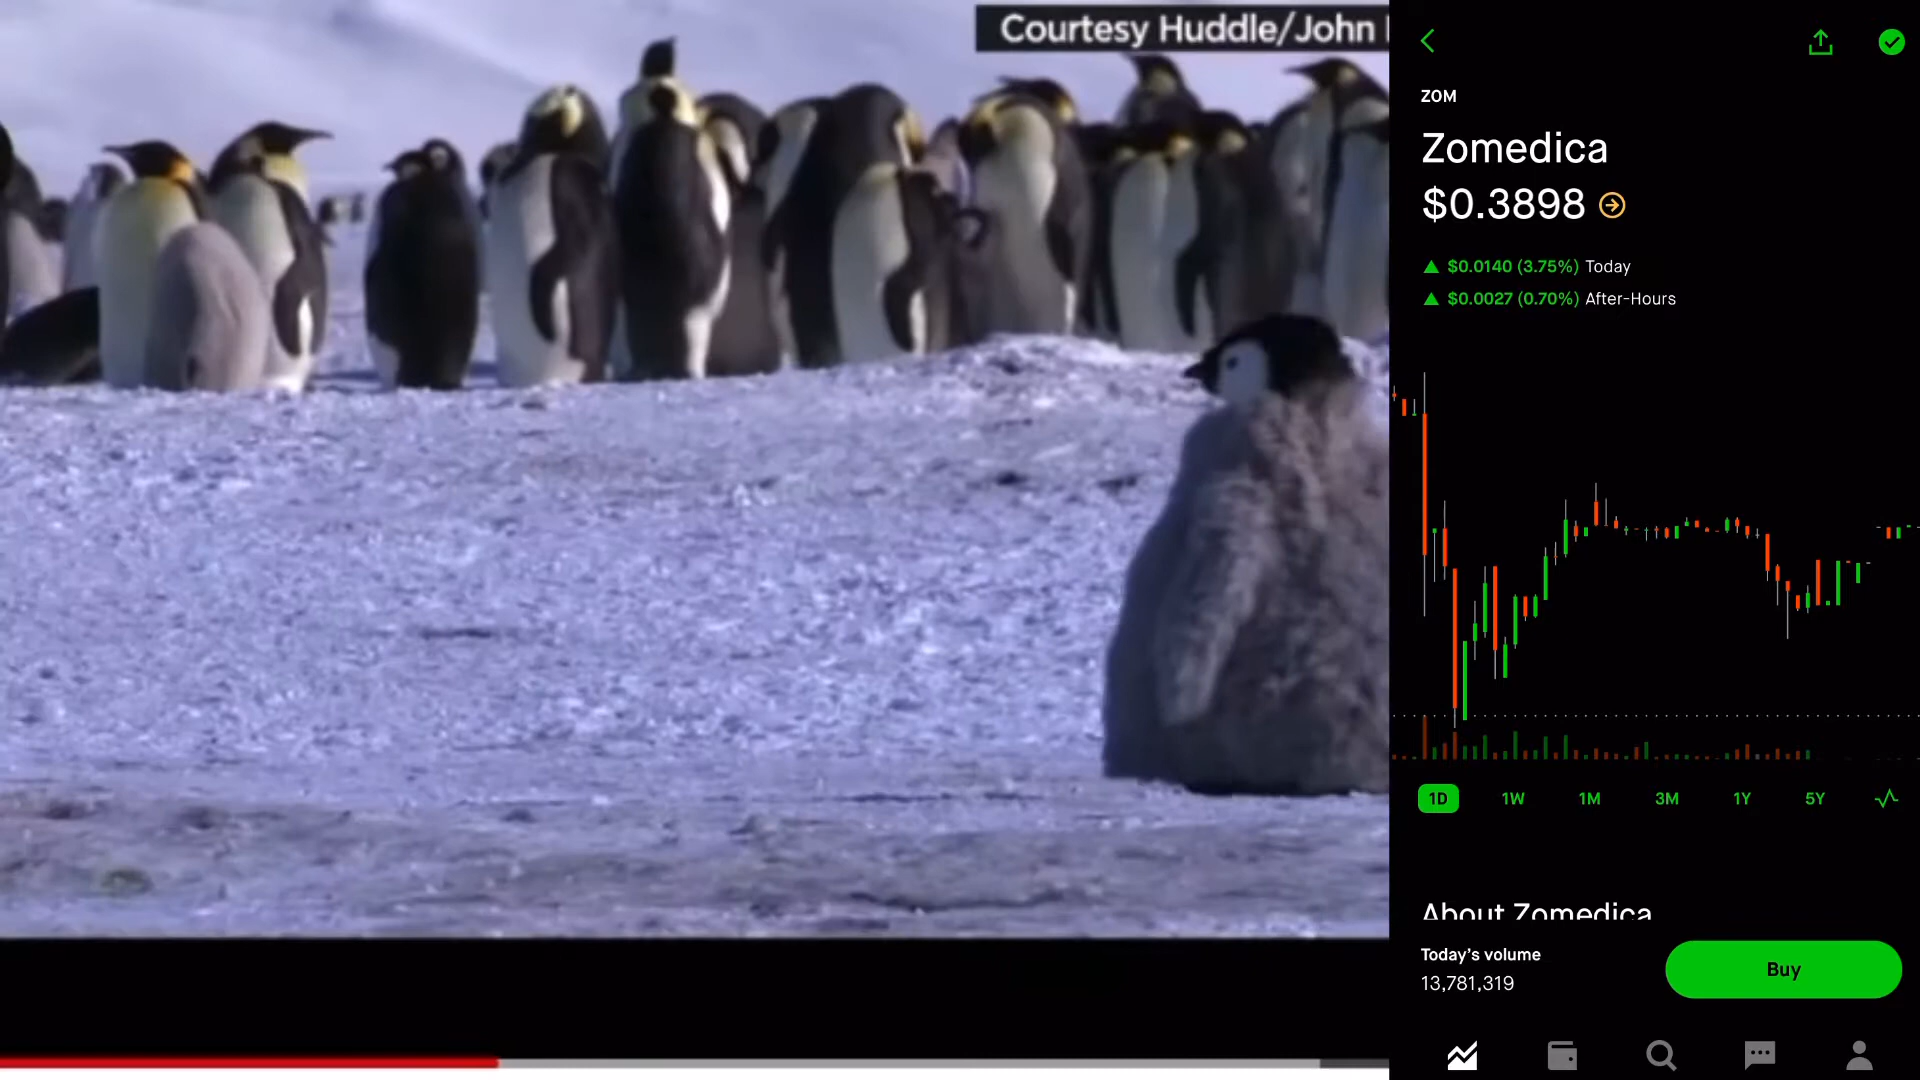 Courtesy Huddle/John
ZOM
Zomedica
$0.3898
$0.0140 (3.75%) Today
$0.0027 (0.70%) After-Hours
1D 1W 1M 3M 1Y 5Y
About Zomedica
Today's volume
13,781,319
Buy